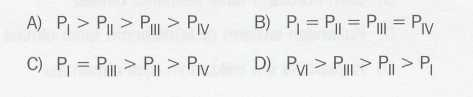 A) P_I > P_II > P_III > P_IV B) P_I = P_II = P_III = P_IV
C) P_I = P_III > P_II > P_IV D) P_VI > P_III > P_II > P_I